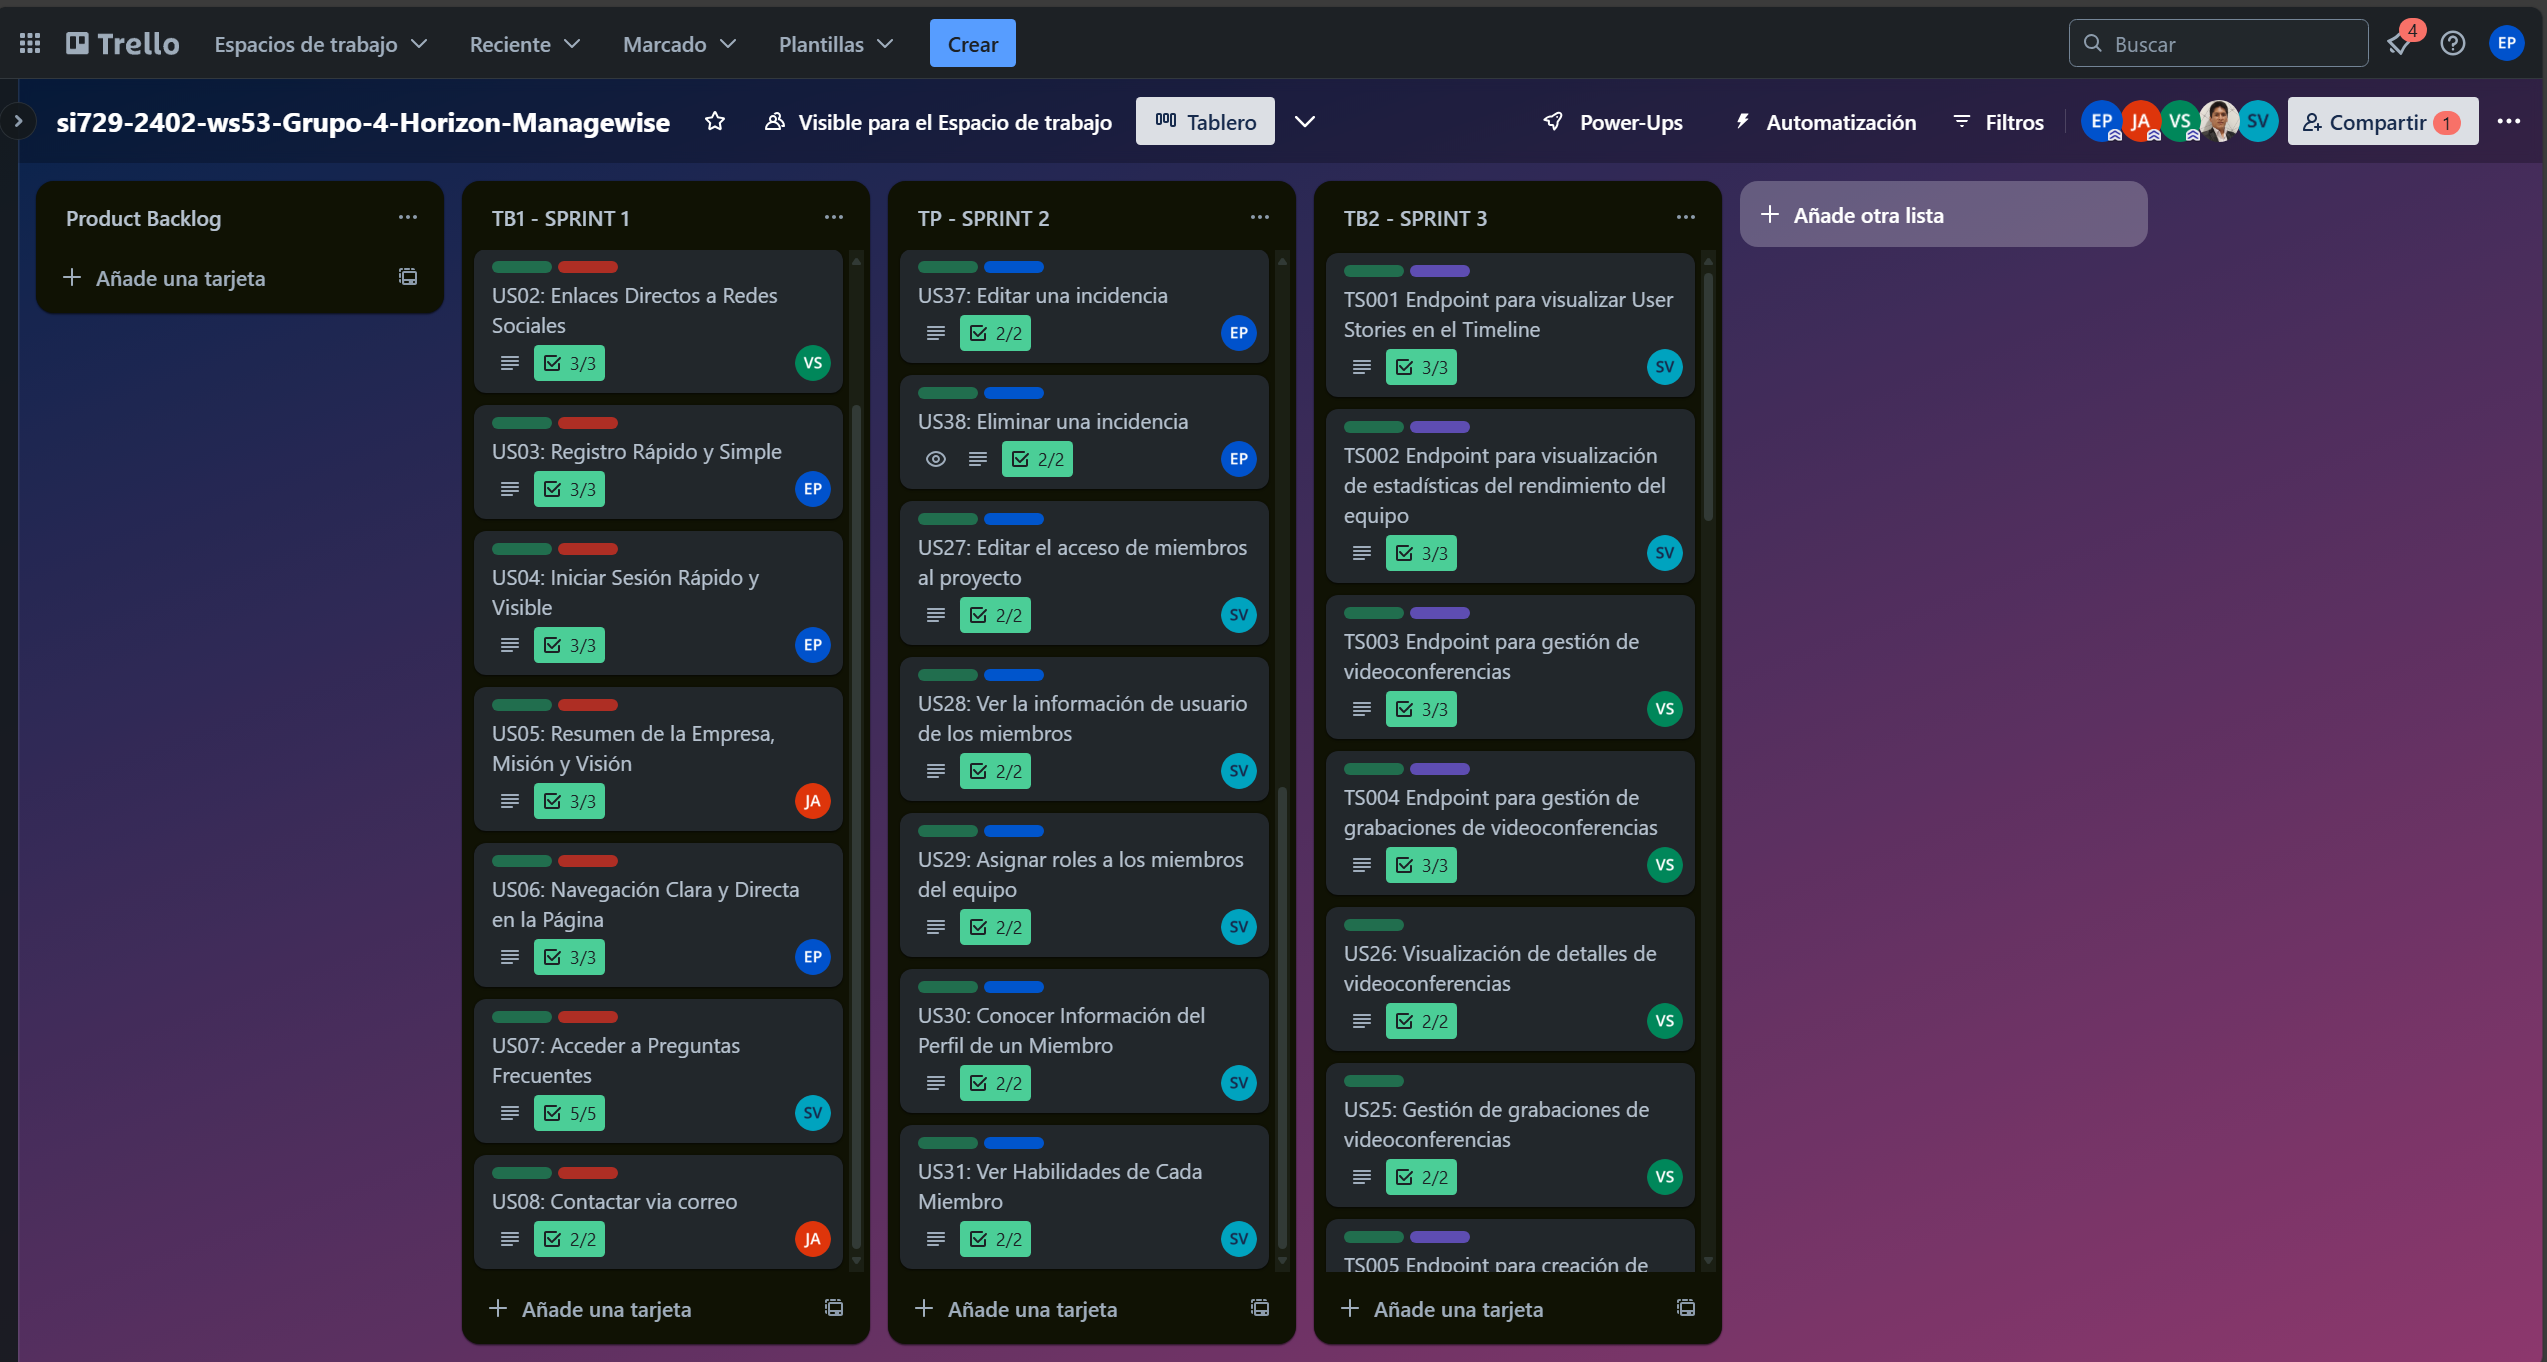 Trello
Espacios de trabajo
Reciente
Marcado
Plantillas
Crear
Buscar
4
EP
si729-2402-ws53-Grupo-4-Horizon-Managewise
Visible para el Espacio de trabajo
Tablero
Power-Ups
Automatización
Filtros
EP
JA
VS
SV
Compartir 1
Product Backlog
Añade una tarjeta
TB1 - SPRINT 1
US02: Enlaces Directos a Redes
Sociales
3/3
VS
US03: Registro Rápido y Simple
3/3
EP
US04: Iniciar Sesión Rápido y
Visible
3/3
EP
US05: Resumen de la Empresa,
Misión y Visión
3/3
JA
US06: Navegación Clara y Directa
en la Página
3/3
EP
US07: Acceder a Preguntas
Frecuentes
5/5
SV
US08: Contactar via correo
2/2
JA
Añade una tarjeta
TP - SPRINT 2
US37: Editar una incidencia
2/2
EP
US38: Eliminar una incidencia
2/2
EP
US27: Editar el acceso de miembros
al proyecto
2/2
SV
US28: Ver la información de usuario
de los miembros
2/2
SV
US29: Asignar roles a los miembros
del equipo
2/2
SV
US30: Conocer Información del
Perfil de un Miembro
2/2
SV
US31: Ver Habilidades de Cada
Miembro
2/2
SV
Añade una tarjeta
TB2 - SPRINT 3
TS001 Endpoint para visualizar User
Stories en el Timeline
3/3
SV
TS002 Endpoint para visualización
de estadísticas del rendimiento del
equipo
3/3
SV
TS003 Endpoint para gestión de
videoconferencias
3/3
VS
TS004 Endpoint para gestión de
grabaciones de videoconferencias
3/3
VS
US26: Visualización de detalles de
videoconferencias
2/2
VS
US25: Gestión de grabaciones de
videoconferencias
2/2
VS
TS005 Endpoint para creación de
Añade una tarjeta
Añade otra lista